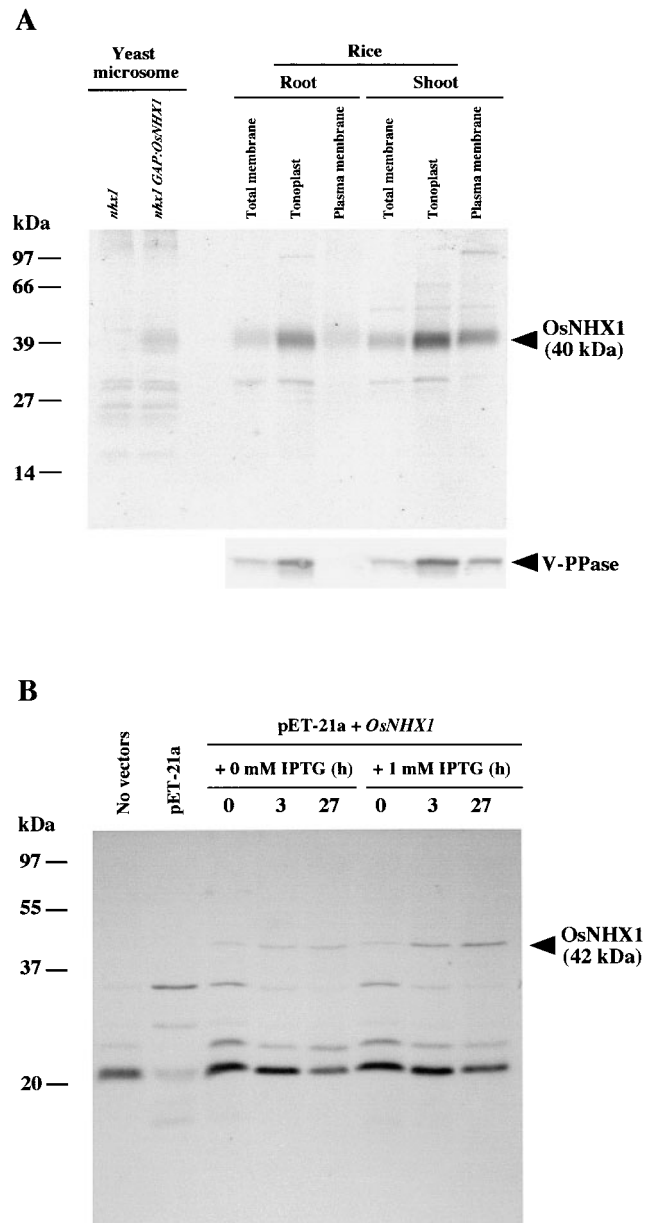 A
Yeast
microsome
Rice
Root
Shoot
nhx1
nhx1 GAP:OsNHX1
Total membrane
Tonoplast
Plasma membrane
Total membrane
Tonoplast
Plasma membrane
kDa
97
66
39
27
14
OsNHX1
(40 kDa)
V-PPase
B
No vectors
pET-21a
pET-21a + OsNHX1
+ 0 mM IPTG (h)
+ 1 mM IPTG (h)
0 3 27 0 3 27
kDa
97
55
37
20
OsNHX1
(42 kDa)